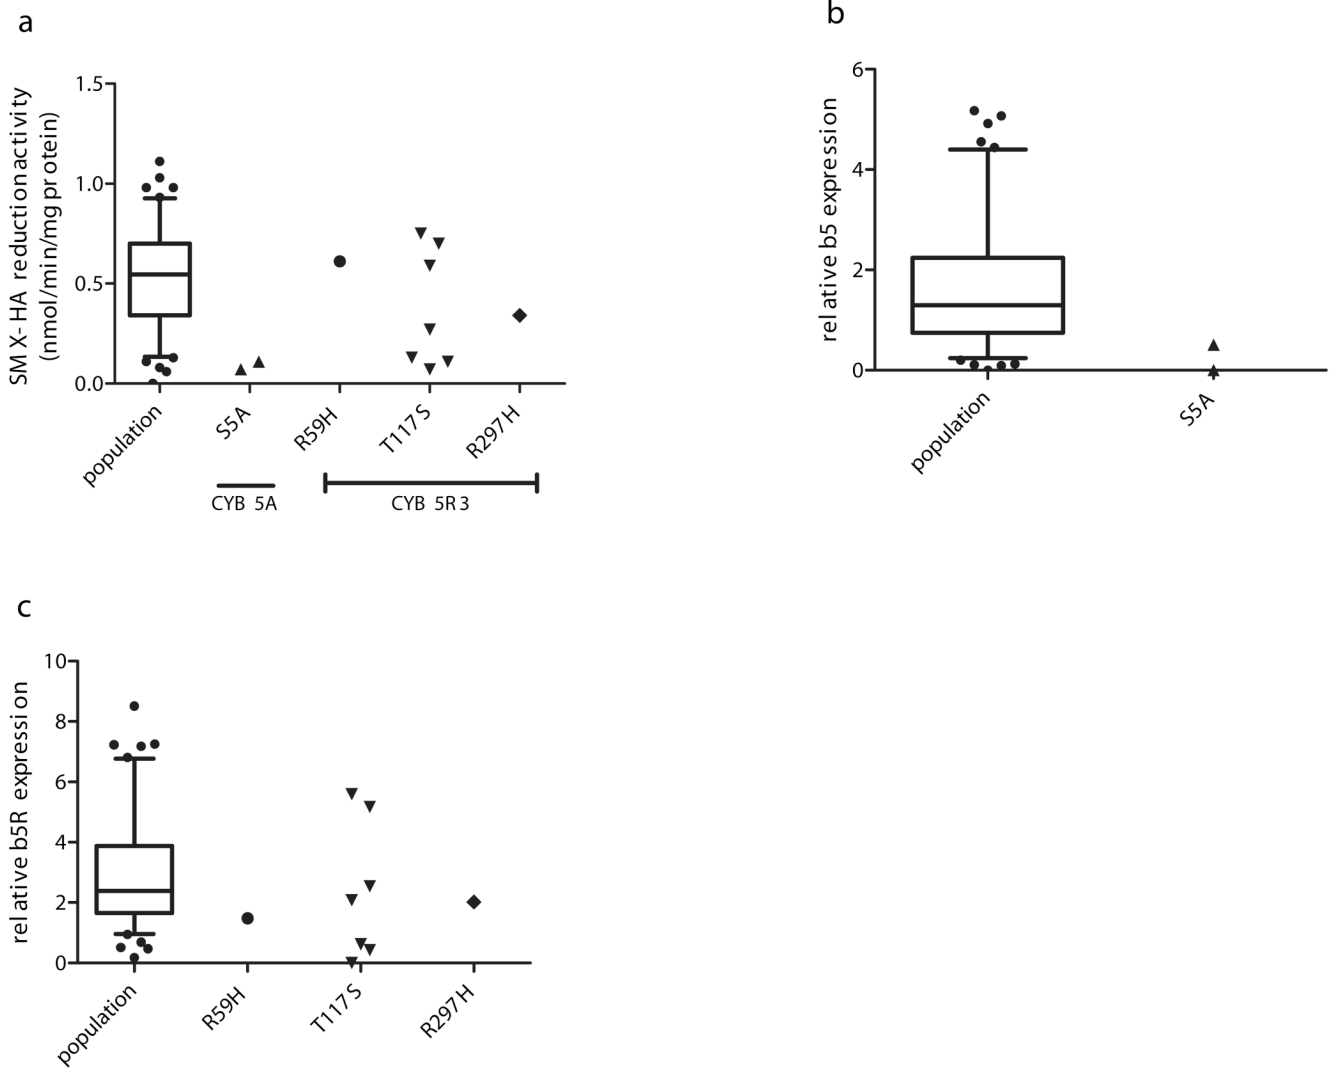 a
SM X- HA reductionactivity
(nmol/min/mg protein)
1.5
1.0
0.5
0.0
population
S5A
R59H
T117S
R297H
CYB 5A
CYB 5R3
b
relative b5 expression
6
4
2
0
population
S5A
c
relative b5R expression
10
8
6
4
2
0
population
R59H
T117S
R297H